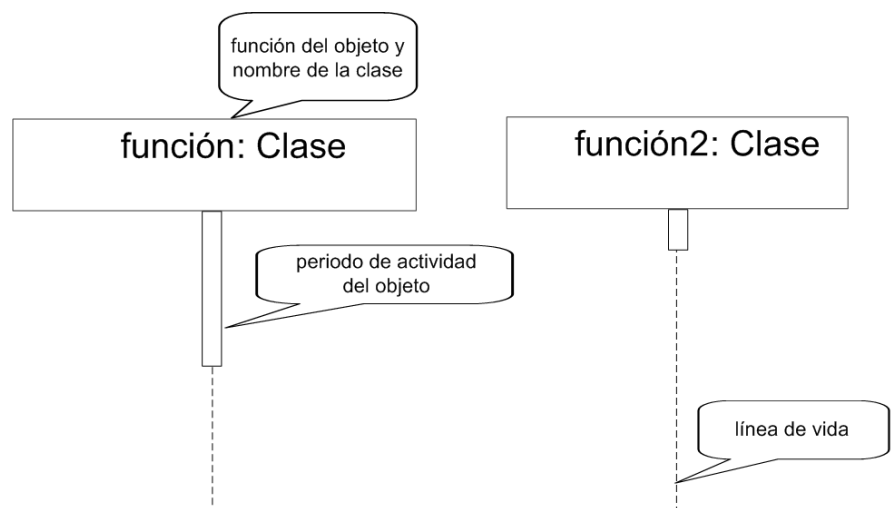 función del objeto y
nombre de la clase
función: Clase
función2: Clase
periodo de actividad
del objeto
línea de vida